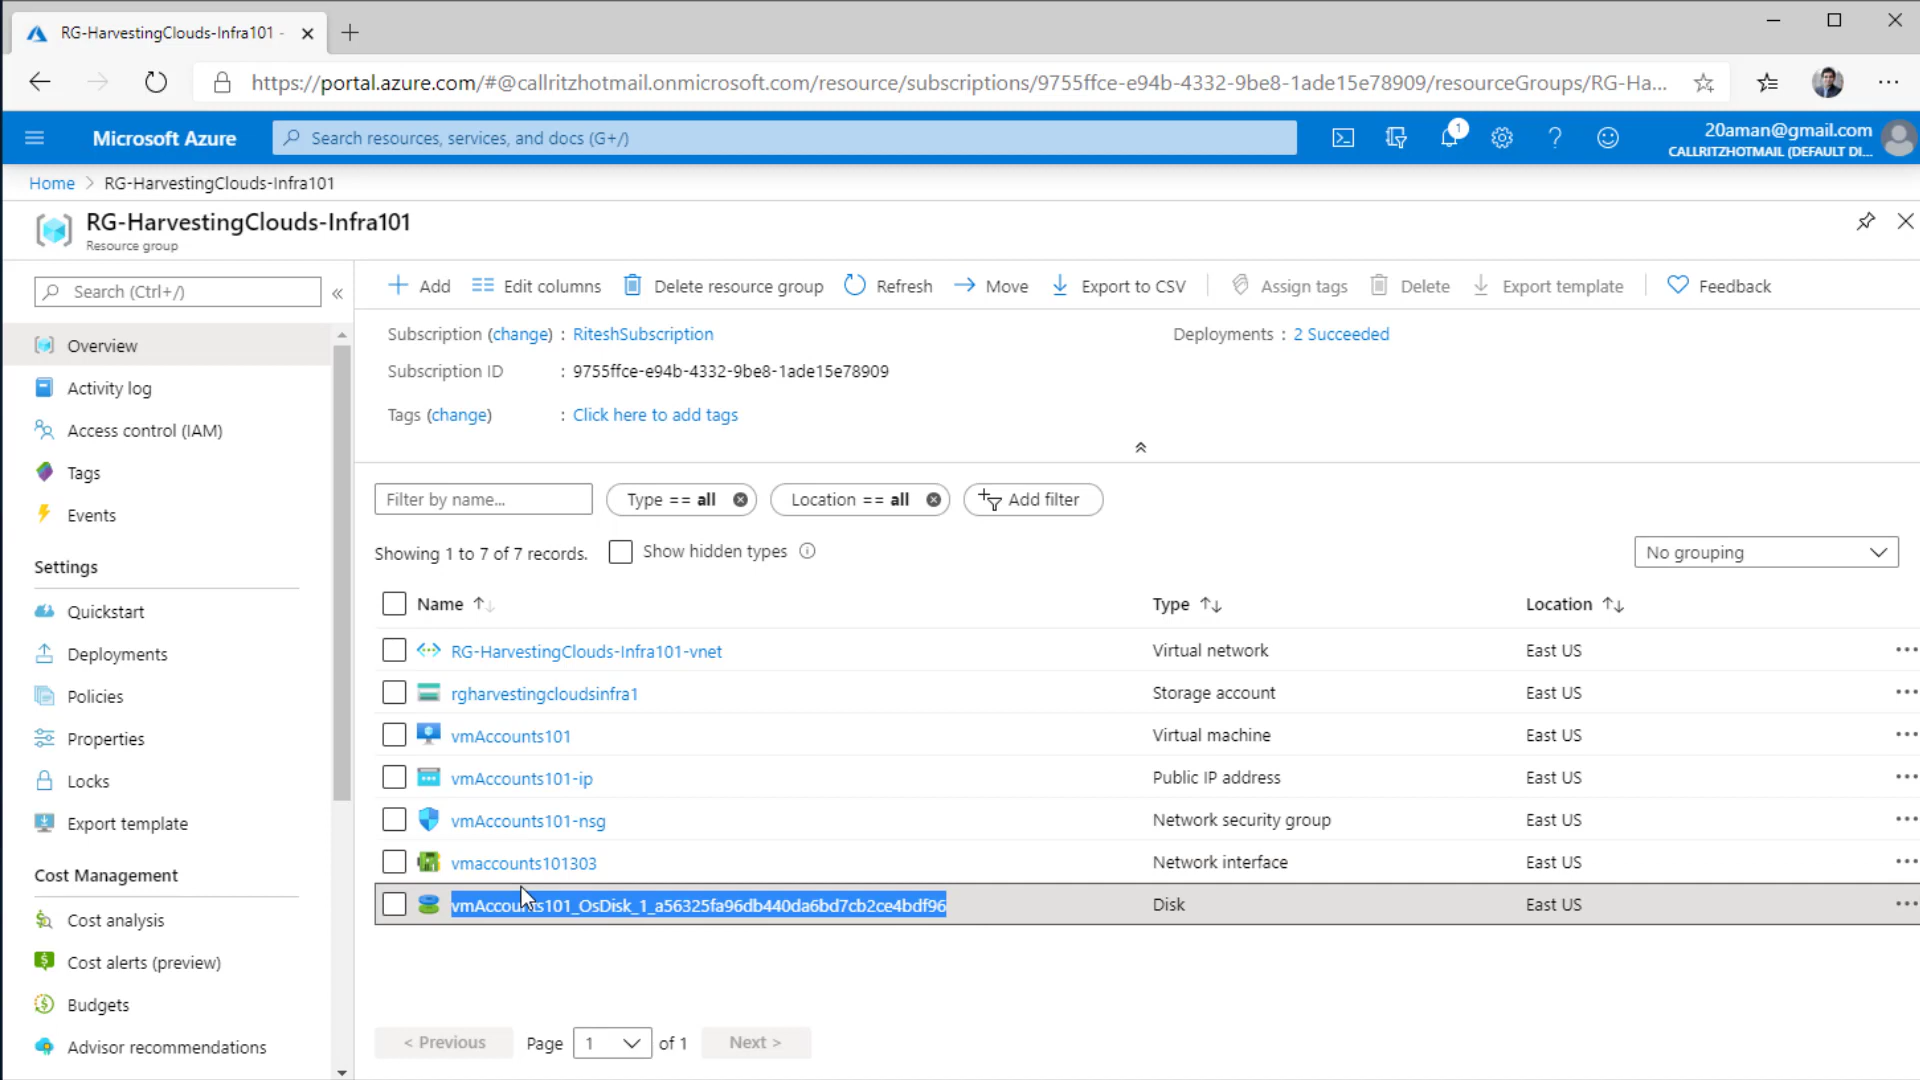 RG-HarvestingClouds-Infra101 -
https://portal.azure.com/#@callritzhotmail.onmicrosoft.com/resource/subscriptions/9755ffce-e94b-4332-9be8-1ade15e78909/resourceGroups/RG-Ha...
Microsoft Azure
Search resources, services, and docs (G+/)
1
20aman@gmail.com
CALLRITZHOTMAIL (DEFAULT DI...
Home > RG-HarvestingClouds-Infra101
RG-HarvestingClouds-Infra101
Resource group
Search (Ctrl+/)
Overview
Activity log
Access control (IAM)
Tags
Events
Settings
Quickstart
Deployments
Policies
Properties
Locks
Export template
Cost Management
Cost analysis
Cost alerts (preview)
Budgets
Advisor recommendations
Add Edit columns Delete resource group Refresh Move Export to CSV Assign tags Delete Export template Feedback
Subscription (change) : RiteshSubscription
Deployments : 2 Succeeded
Subscription ID : 9755ffce-e94b-4332-9be8-1ade15e78909
Tags (change) : Click here to add tags
Filter by name... Type == all Location == all Add filter
Showing 1 to 7 of 7 records. Show hidden types No grouping
Name Type Location
RG-HarvestingClouds-Infra101-vnet Virtual network East US
rgharvestingcloudsinfra1 Storage account East US
vmAccounts101 Virtual machine East US
vmAccounts101-ip Public IP address East US
vmAccounts101-nsg Network security group East US
vmaccounts101303 Network interface East US
vmAccounts101_OsDisk_1_a56325fa96db440da6bd7cb2ce4bdf96 Disk East US
< Previous Page 1 of 1 Next >